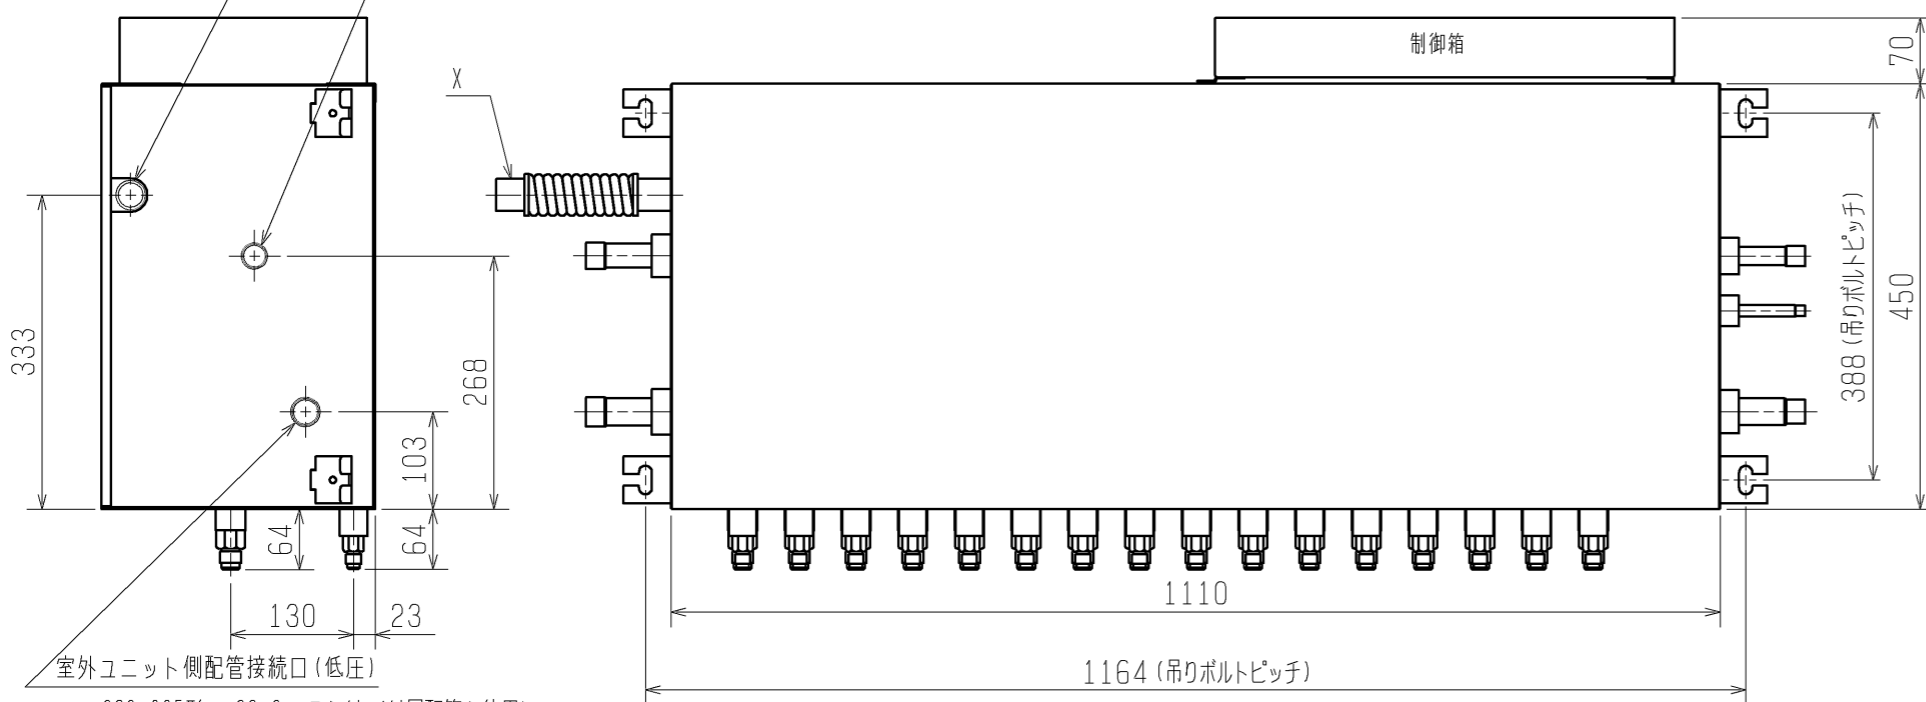 制御箱
70
X
333
268
103
64
64
130
23
388 (吊りボルトピッチ)
450
1110
1164 (吊りボルトピッチ)
室外ユニット側配管接続口(低圧)